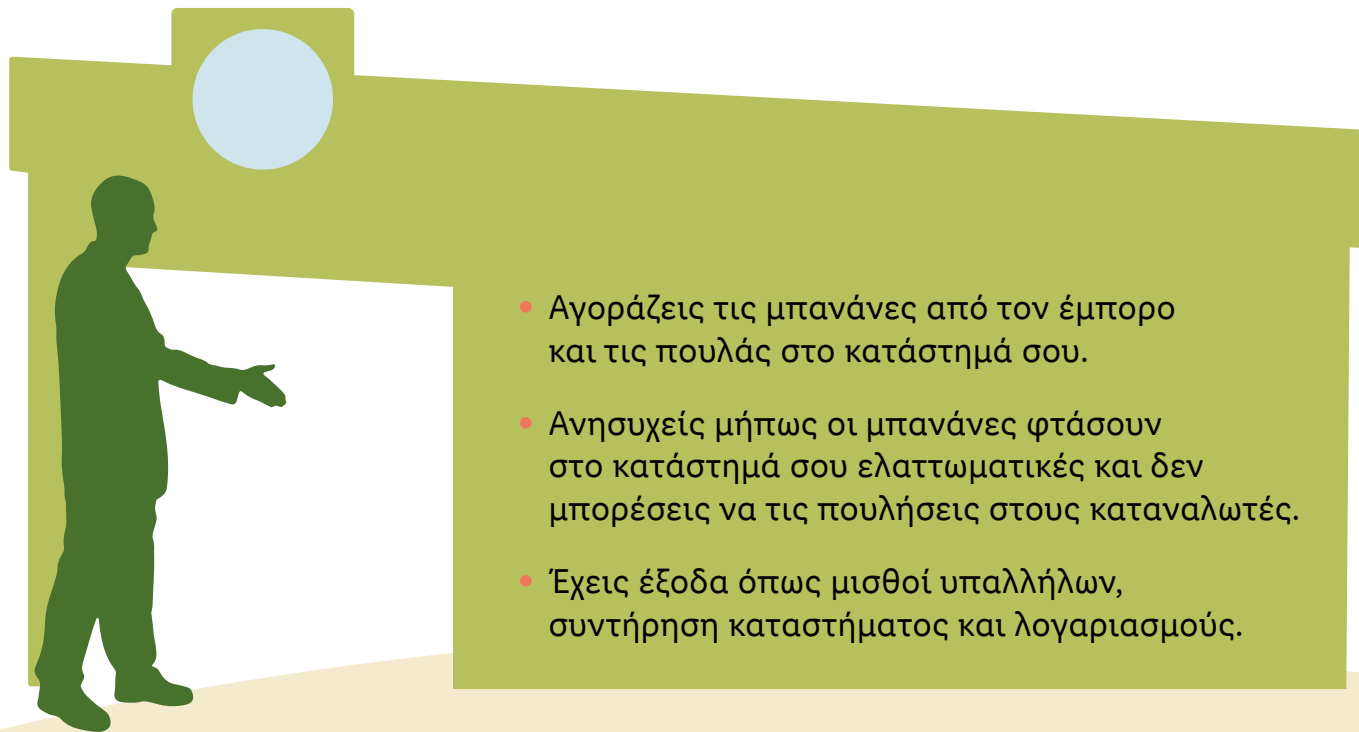 • Αγοράζεις τις μπανάνες από τον έμπορο
και τις πουλάς στο κατάστημά σου.
• Ανησυχείς μήπως οι μπανάνες φτάσουν
στο κατάστημά σου ελαττωματικές και δεν
μπορέσεις να τις πουλήσεις στους καταναλωτές.
• Έχεις έξοδα όπως μισθοί υπαλλήλων,
συντήρηση καταστήματος και λογαριασμούς.